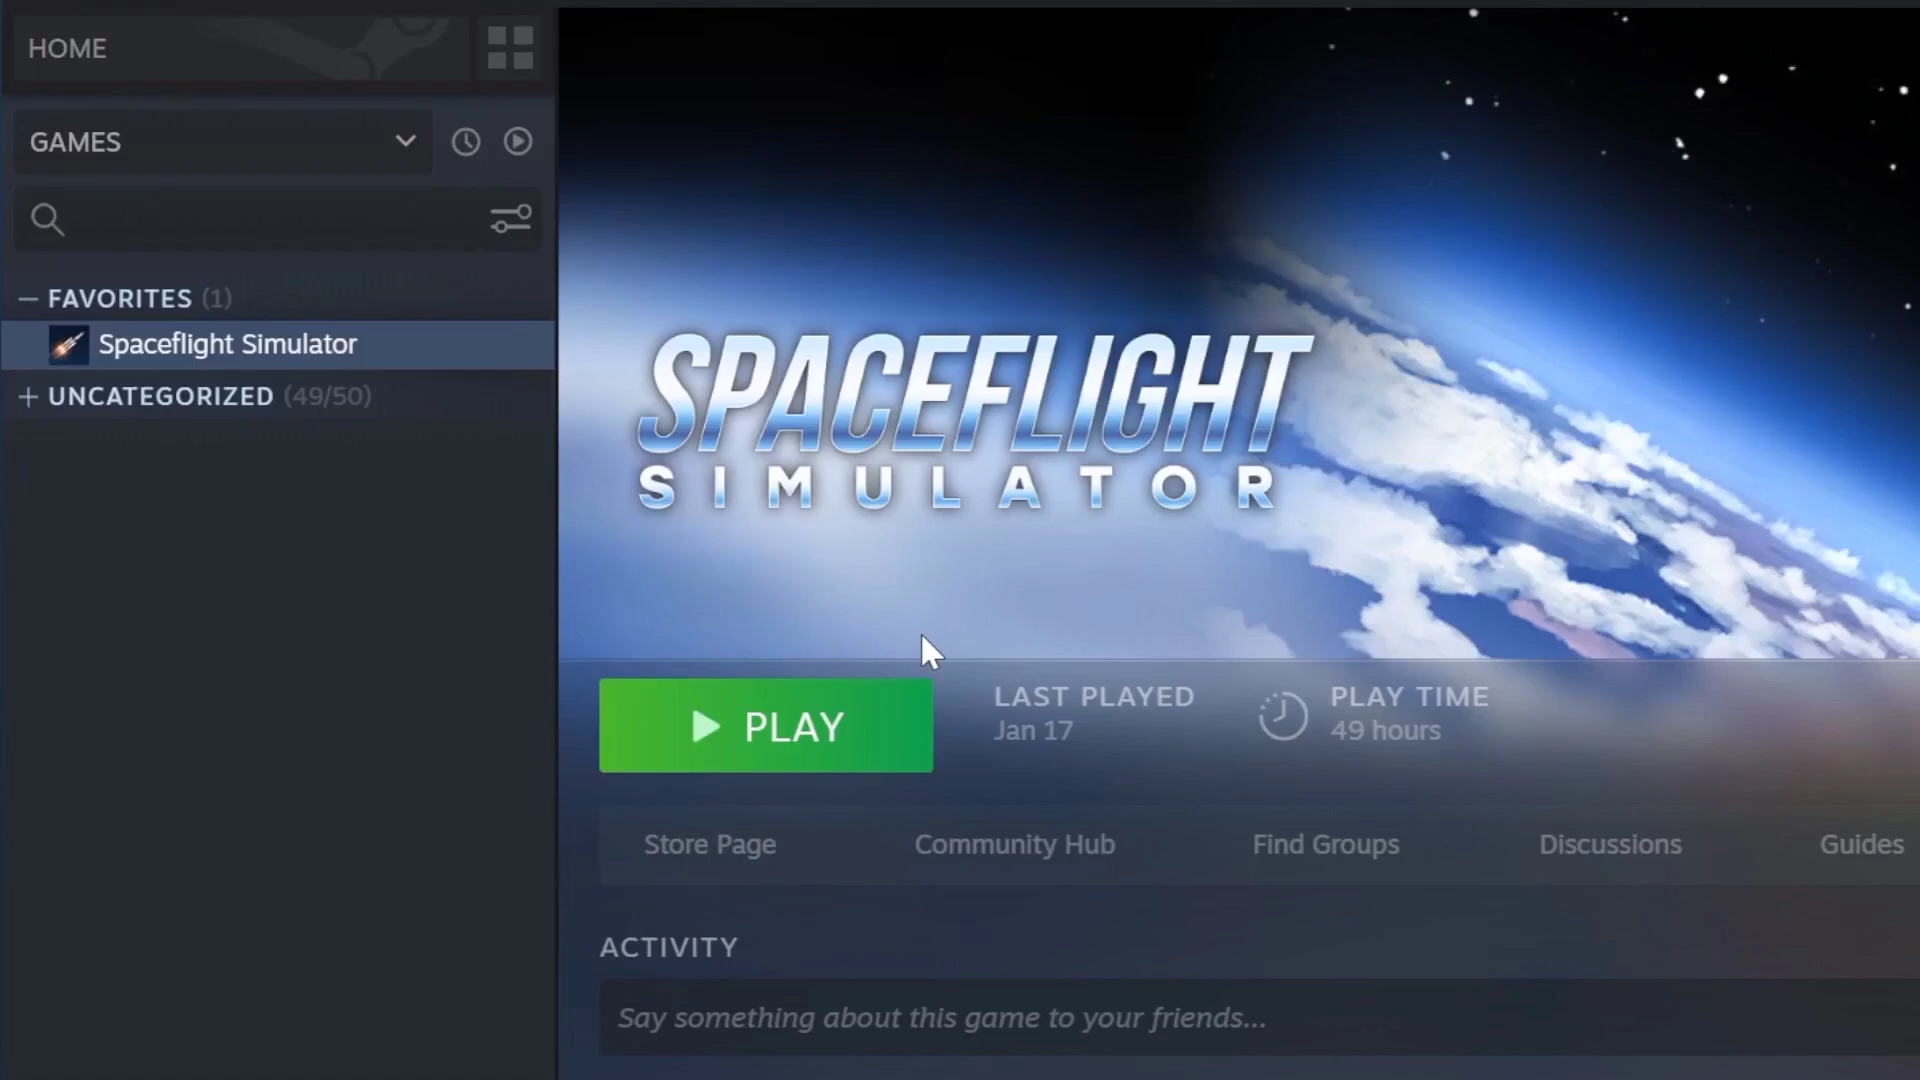 HOME
GAMES
FAVORITES (1)
Spaceflight Simulator
UNCATEGORIZED (49/50)
SPACEFLIGHT
SIMULATOR
PLAY
LAST PLAYED
Jan 17
PLAY TIME
49 hours
Store Page
Community Hub
Find Groups
Discussions
Guides
ACTIVITY
Say something about this game to your friends...